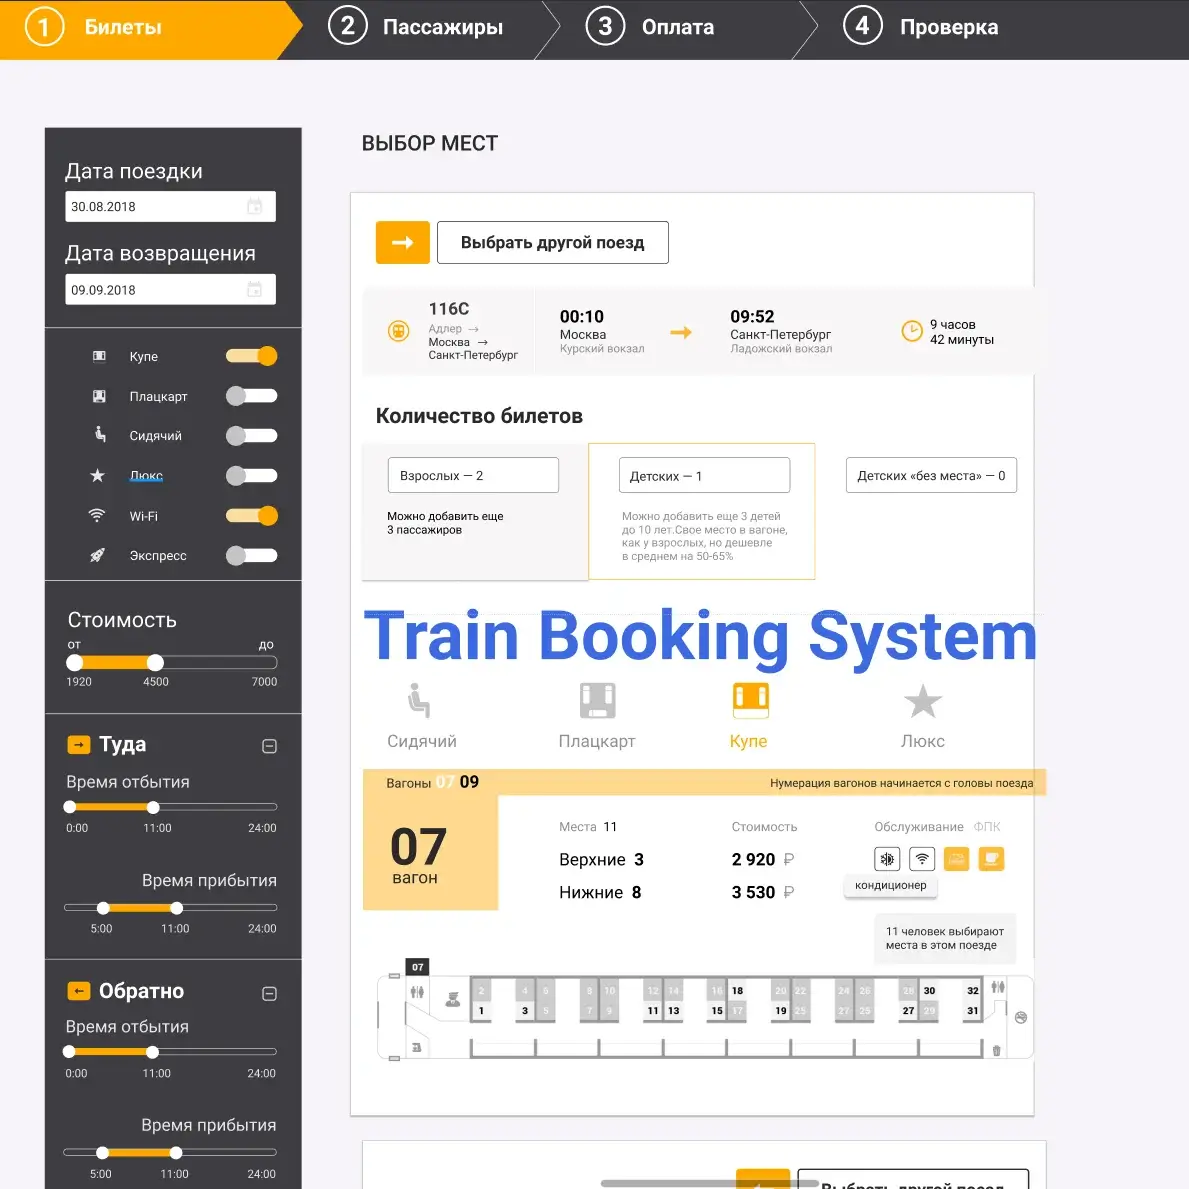 1 Билеты 2 Пассажиры 3 Оплата 4 Проверка
Дата поездки
30.08.2018
Дата возвращения
09.09.2018
Купе
Плацкарт
Сидячий
Люкс
Wi-Fi
Экспресс
Стоимость
от до
1920 4500 7000
→ Туда
Время отбытия
0:00 11:00 24:00
Время прибытия
5:00 11:00 24:00
← Обратно
Время отбытия
0:00 11:00 24:00
Время прибытия
5:00 11:00 24:00
ВЫБОР МЕСТ
→ Выбрать другой поезд
116С
Адлер →
Москва →
Санкт-Петербург
00:10
Москва
Курский вокзал
09:52
Санкт-Петербург
Ладожский вокзал
9 часов
42 минуты
Количество билетов
Взрослых — 2
Можно добавить еще
3 пассажиров
Детских — 1
Можно добавить еще 3 детей
до 10 лет.Свое место в вагоне,
как у взрослых, но дешевле
в среднем на 50-65%
Детских «без места» — 0
Train Booking System
Сидячий Плацкарт Купе Люкс
Вагоны 07 09 Нумерация вагонов начинается с головы поезда
07
вагон
Места 11 Стоимость Обслуживание ФПК
Верхние 3 2 920 ₽
Нижние 8 3 530 ₽
кондиционер
11 человек выбирают
места в этом поезде
07
2 4 6 8 10 12 14 16 18 20 22 24 26 28 30 32
1 3 5 7 9 11 13 15 17 19 25 27 25 27 29 31
Выбрать другой поезд